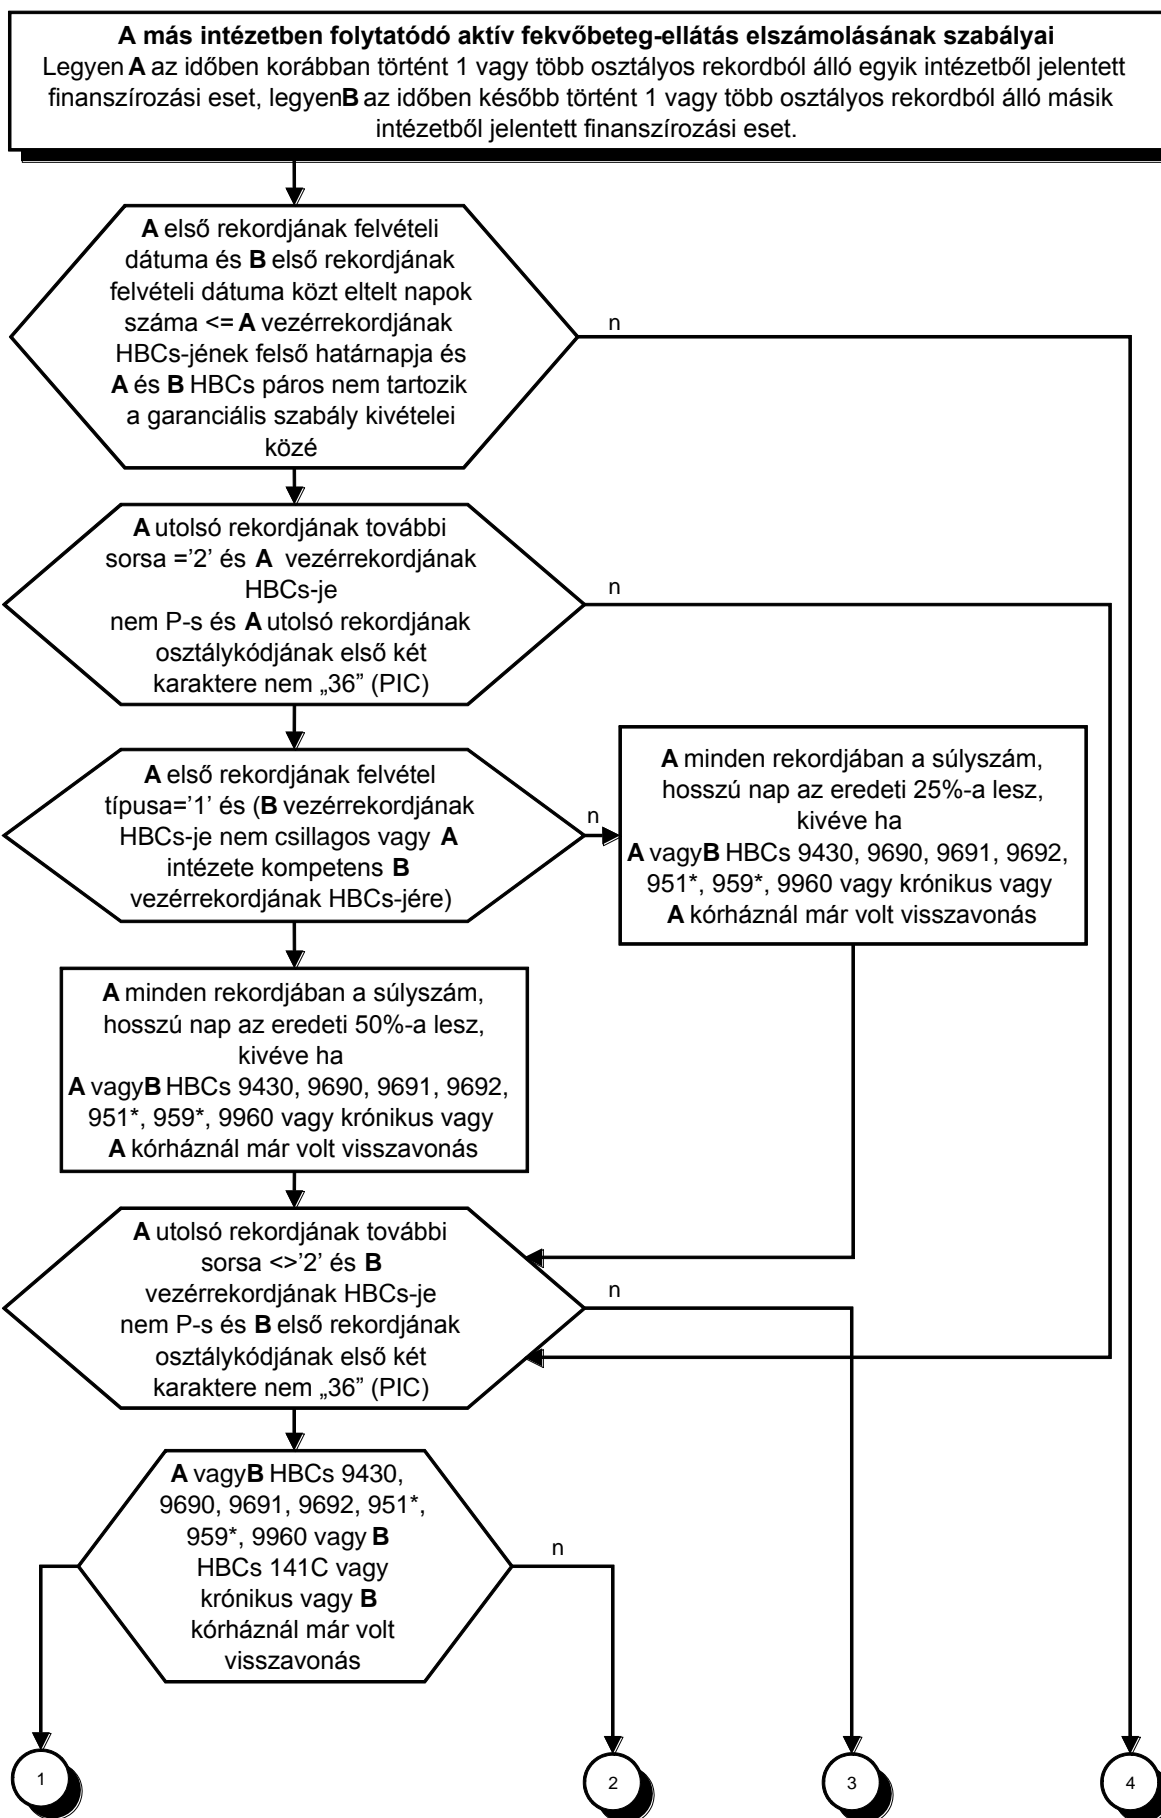 A más intézetben folytatódó aktív fekvőbeteg-ellátás elszámolásának szabályai
Legyen A az időben korábban történt 1 vagy több osztályos rekordból álló egyik intézetből jelentett
finanszírozási eset, legyen B az időben később történt 1 vagy több osztályos rekordból álló másik
intézetből jelentett finanszírozási eset.
A első rekordjának felvételi
dátuma és B első rekordjának
felvételi dátuma közt eltelt napok
száma <= A vezérrekordjának
HBCs-jének felső határnapja és
A és B HBCs páros nem tartozik
a garanciális szabály kivételei
közé
n
A utolsó rekordjának további
sorsa ='2' és A vezérrekordjának
HBCs-je
nem P-s és A utolsó rekordjának
osztálykódjának első két
karaktere nem „36” (PIC)
n
A első rekordjának felvétel
típusa='1' és (B vezérrekordjának
HBCs-je nem csillagos vagy A
intézete kompetens B
vezérrekordjának HBCs-jére)
n
A minden rekordjában a súlyszám,
hosszú nap az eredeti 25%-a lesz,
kivéve ha
A vagy B HBCs 9430, 9690, 9691, 9692,
951*, 959*, 9960 vagy krónikus vagy
A kórháznál már volt visszavonás
A minden rekordjában a súlyszám,
hosszú nap az eredeti 50%-a lesz,
kivéve ha
A vagy B HBCs 9430, 9690, 9691, 9692,
951*, 959*, 9960 vagy krónikus vagy
A kórháznál már volt visszavonás
A utolsó rekordjának további
sorsa <>'2' és B
vezérrekordjának HBCs-je
nem P-s és B első rekordjának
osztálykódjának első két
karaktere nem „36” (PIC)
n
A vagy B HBCs 9430,
9690, 9691, 9692, 951*,
959*, 9960 vagy B
HBCs 141C vagy
krónikus vagy B
kórháznál már volt
visszavonás
n
1
2
3
4